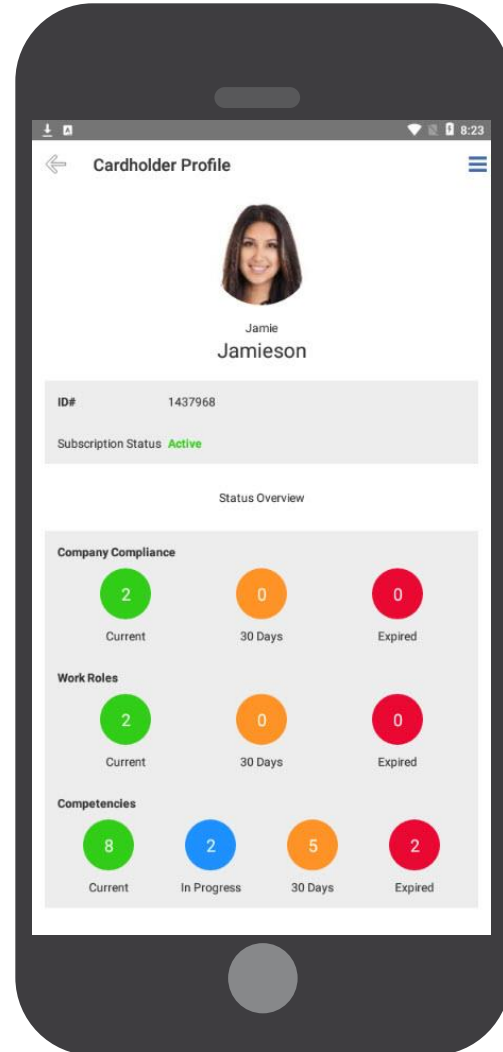 8:23
Cardholder Profile
Jamie
Jamieson
ID# 1437968
Subscription Status Active
Status Overview
Company Compliance
2 0 0
Current 30 Days Expired
Work Roles
2 0 0
Current 30 Days Expired
Competencies
8 2 5 2
Current In Progress 30 Days Expired